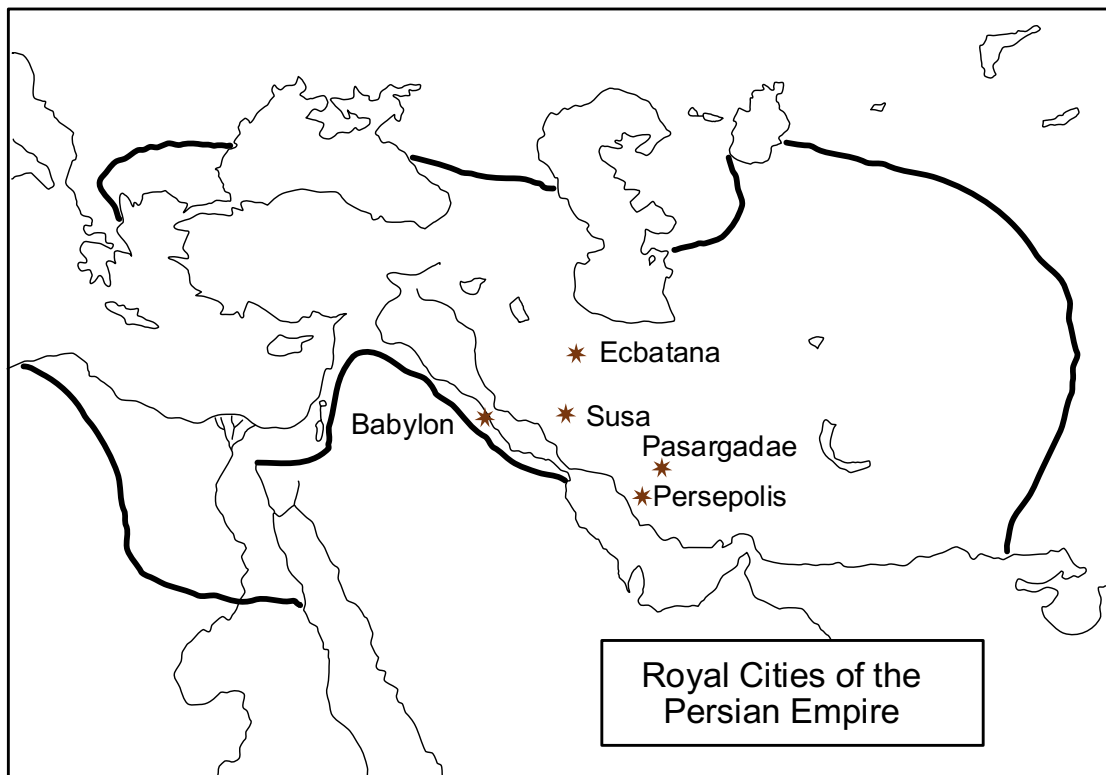 Ecbatana
Susa
Babylon
Pasargadae
Persepolis
Royal Cities of the
Persian Empire